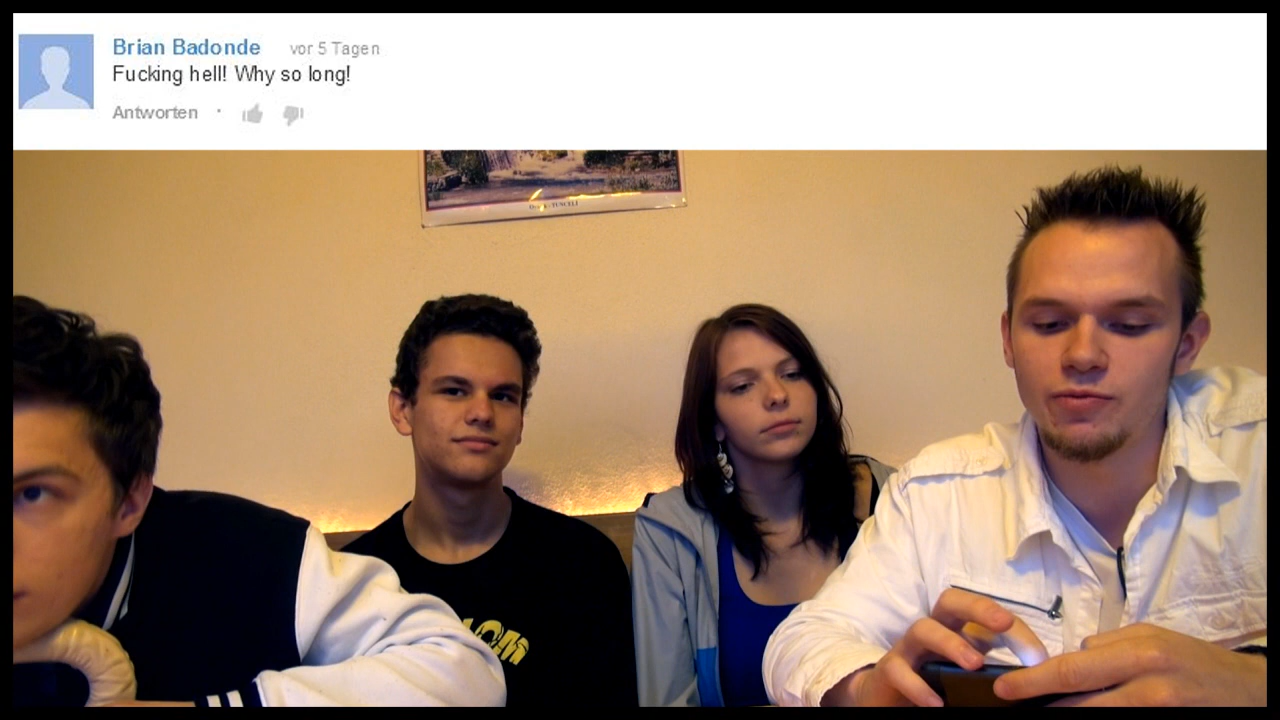 Brian Badonde vor 5 Tagen
Fucking hell! Why so long!
Antworten